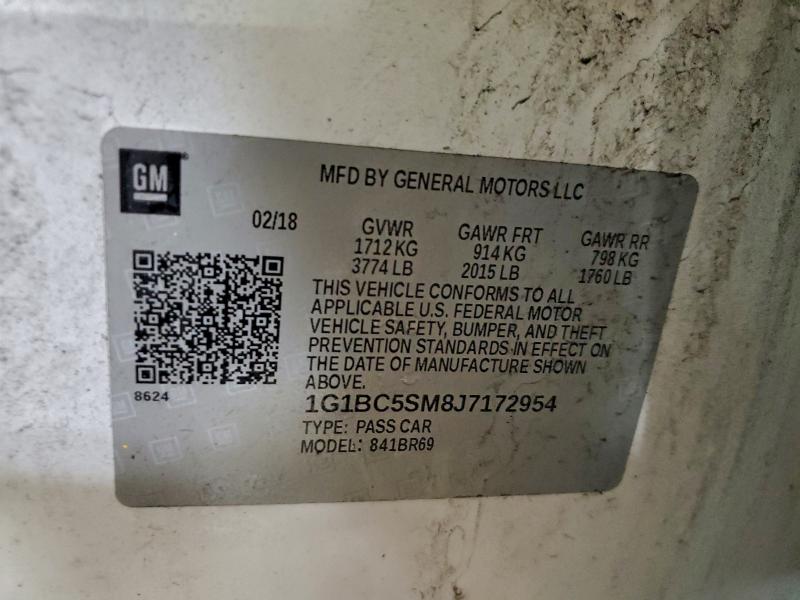 GM
MFD BY GENERAL MOTORS LLC
02/18
GVWR GAWR FRT GAWR RR
1712 KG 914 KG 798 KG
3774 LB 2015 LB 1760 LB
THIS VEHICLE CONFORMS TO ALL
APPLICABLE U.S. FEDERAL MOTOR
VEHICLE SAFETY, BUMPER, AND THEFT
PREVENTION STANDARDS IN EFFECT ON
THE DATE OF MANUFACTURE SHOWN
ABOVE.
8624
1G1BC5SM8J7172954
TYPE: PASS CAR
MODEL: 841BR69